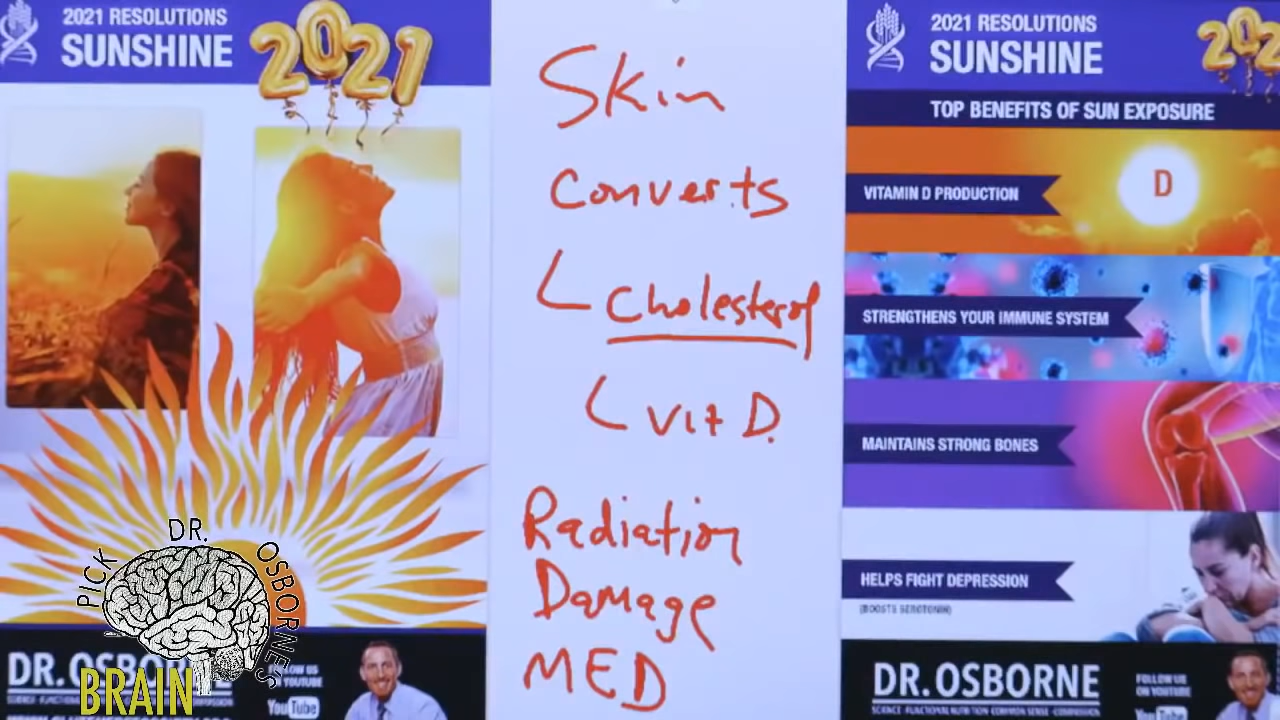 2021 RESOLUTIONS
SUNSHINE
2021
PICK
DR.
OSBORNE'S
BRAIN
DR. OSBORNE
FOLLOW US
YOUTUBE
YouTube
Skin
Converts
Cholesterol
Vit D.
Radiation
Damage
MED
2021 RESOLUTIONS
SUNSHINE
202
TOP BENEFITS OF SUN EXPOSURE
VITAMIN D PRODUCTION
D
STRENGTHENS YOUR IMMUNE SYSTEM
MAINTAINS STRONG BONES
HELPS FIGHT DEPRESSION
(BOOSTS SEROTONIN)
DR. OSBORNE
SCIENCE - FUNCTIONAL NUTRITION - COMMON SENSE - COMPASSION
FOLLOW US
ON YOUTUBE
YouTube